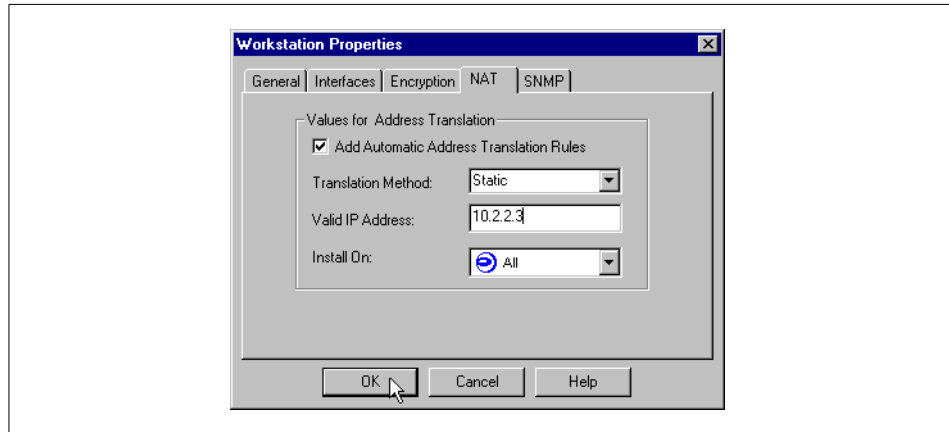 Workstation Properties
General Interfaces Encryption NAT SNMP
Values for Address Translation
Add Automatic Address Translation Rules
Translation Method: Static
Valid IP Address: 10.2.2.3
Install On: All
OK Cancel Help